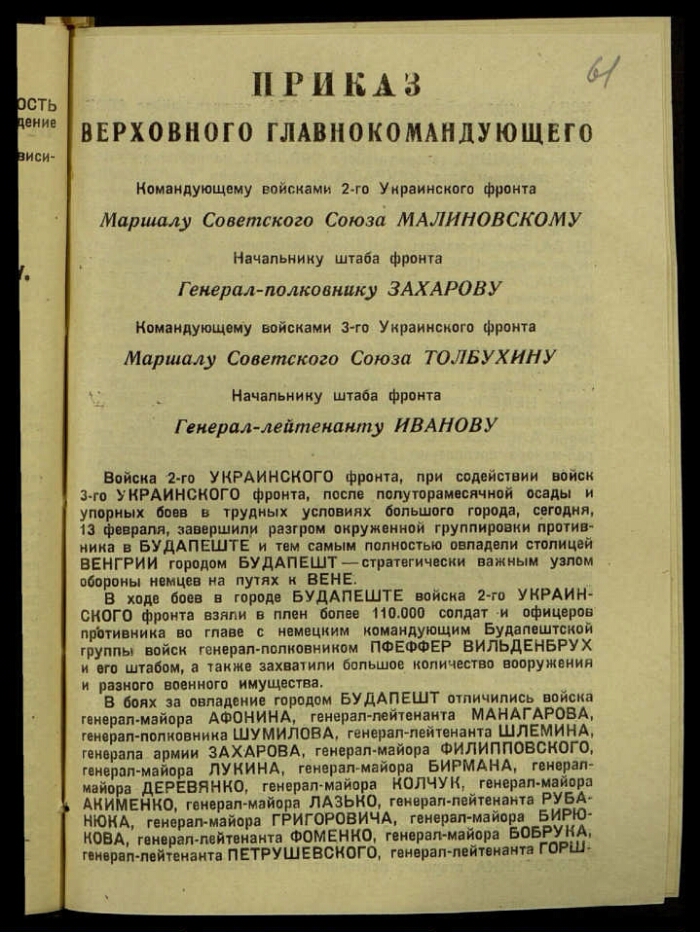 61
ОСТЬ
дение
виси-
У.
ПРИКАЗ
ВЕРХОВНОГО ГЛАВНОКОМАНДУЮЩЕГО
Командующему войсками 2-го Украинского фронта
Маршалу Советского Союза МАЛИНОВСКОМУ
Начальнику штаба фронта
Генерал-полковнику ЗАХАРОВУ
Командующему войсками 3-го Украинского фронта
Маршалу Советского Союза ТОЛБУХИНУ
Начальнику штаба фронта
Генерал-лейтенанту ИВАНОВУ
Войска 2-го УКРАИНСКОГО фронта, при содействии войск
3-го УКРАИНСКОГО фронта, после полуторамесячной осады и
упорных боев в трудных условиях большого города, сегодня,
13 февраля, завершили разгром окруженной группировки против-
ника в БУДАПЕШТЕ и тем самым полностью овладели столицей
ВЕНГРИИ городом БУДАПЕШТ — стратегически важным узлом
обороны немцев на путях к ВЕНЕ.
В ходе боев в городе БУДАПЕШТЕ войска 2-го УКРАИН-
СКОГО фронта взяли в плен более 110.000 солдат и офицеров
противника во главе с немецким командующим Будапештской
группы войск генерал-полковником ПФЕФФЕР ВИЛЬДЕНБРУХ
и его штабом, а также захватили большое количество вооружения
и разного военного имущества.
В боях за овладение городом БУДАПЕШТ отличились войска
генерал-майора АФОНИНА, генерал-лейтенанта МАНАГАРОВА,
генерал-полковника ШУМИЛОВА, генерал-лейтенанта ШЛЕМИНА,
генерала армии ЗАХАРОВА, генерал-майора ФИЛИППОВСКОГО,
генерал-майора ЛУКИНА, генерал-майора БИРМАНА, генерал-
майора ДЕРЕВЯНКО, генерал-майора КОЛЧУК, генерал-майора
АКИМЕНКО, генерал-майора ЛАЗЬКО, генерал-лейтенанта РУБА-
НЮКА, генерал-майора ГРИГОРОВИЧА, генерал-майора БИРЮ-
КОВА, генерал-лейтенанта ФОМЕНКО, генерал-майора БОБРУКА,
генерал-лейтенанта ПЕТРУШЕВСКОГО, генерал-лейтенанта ГОРШ-